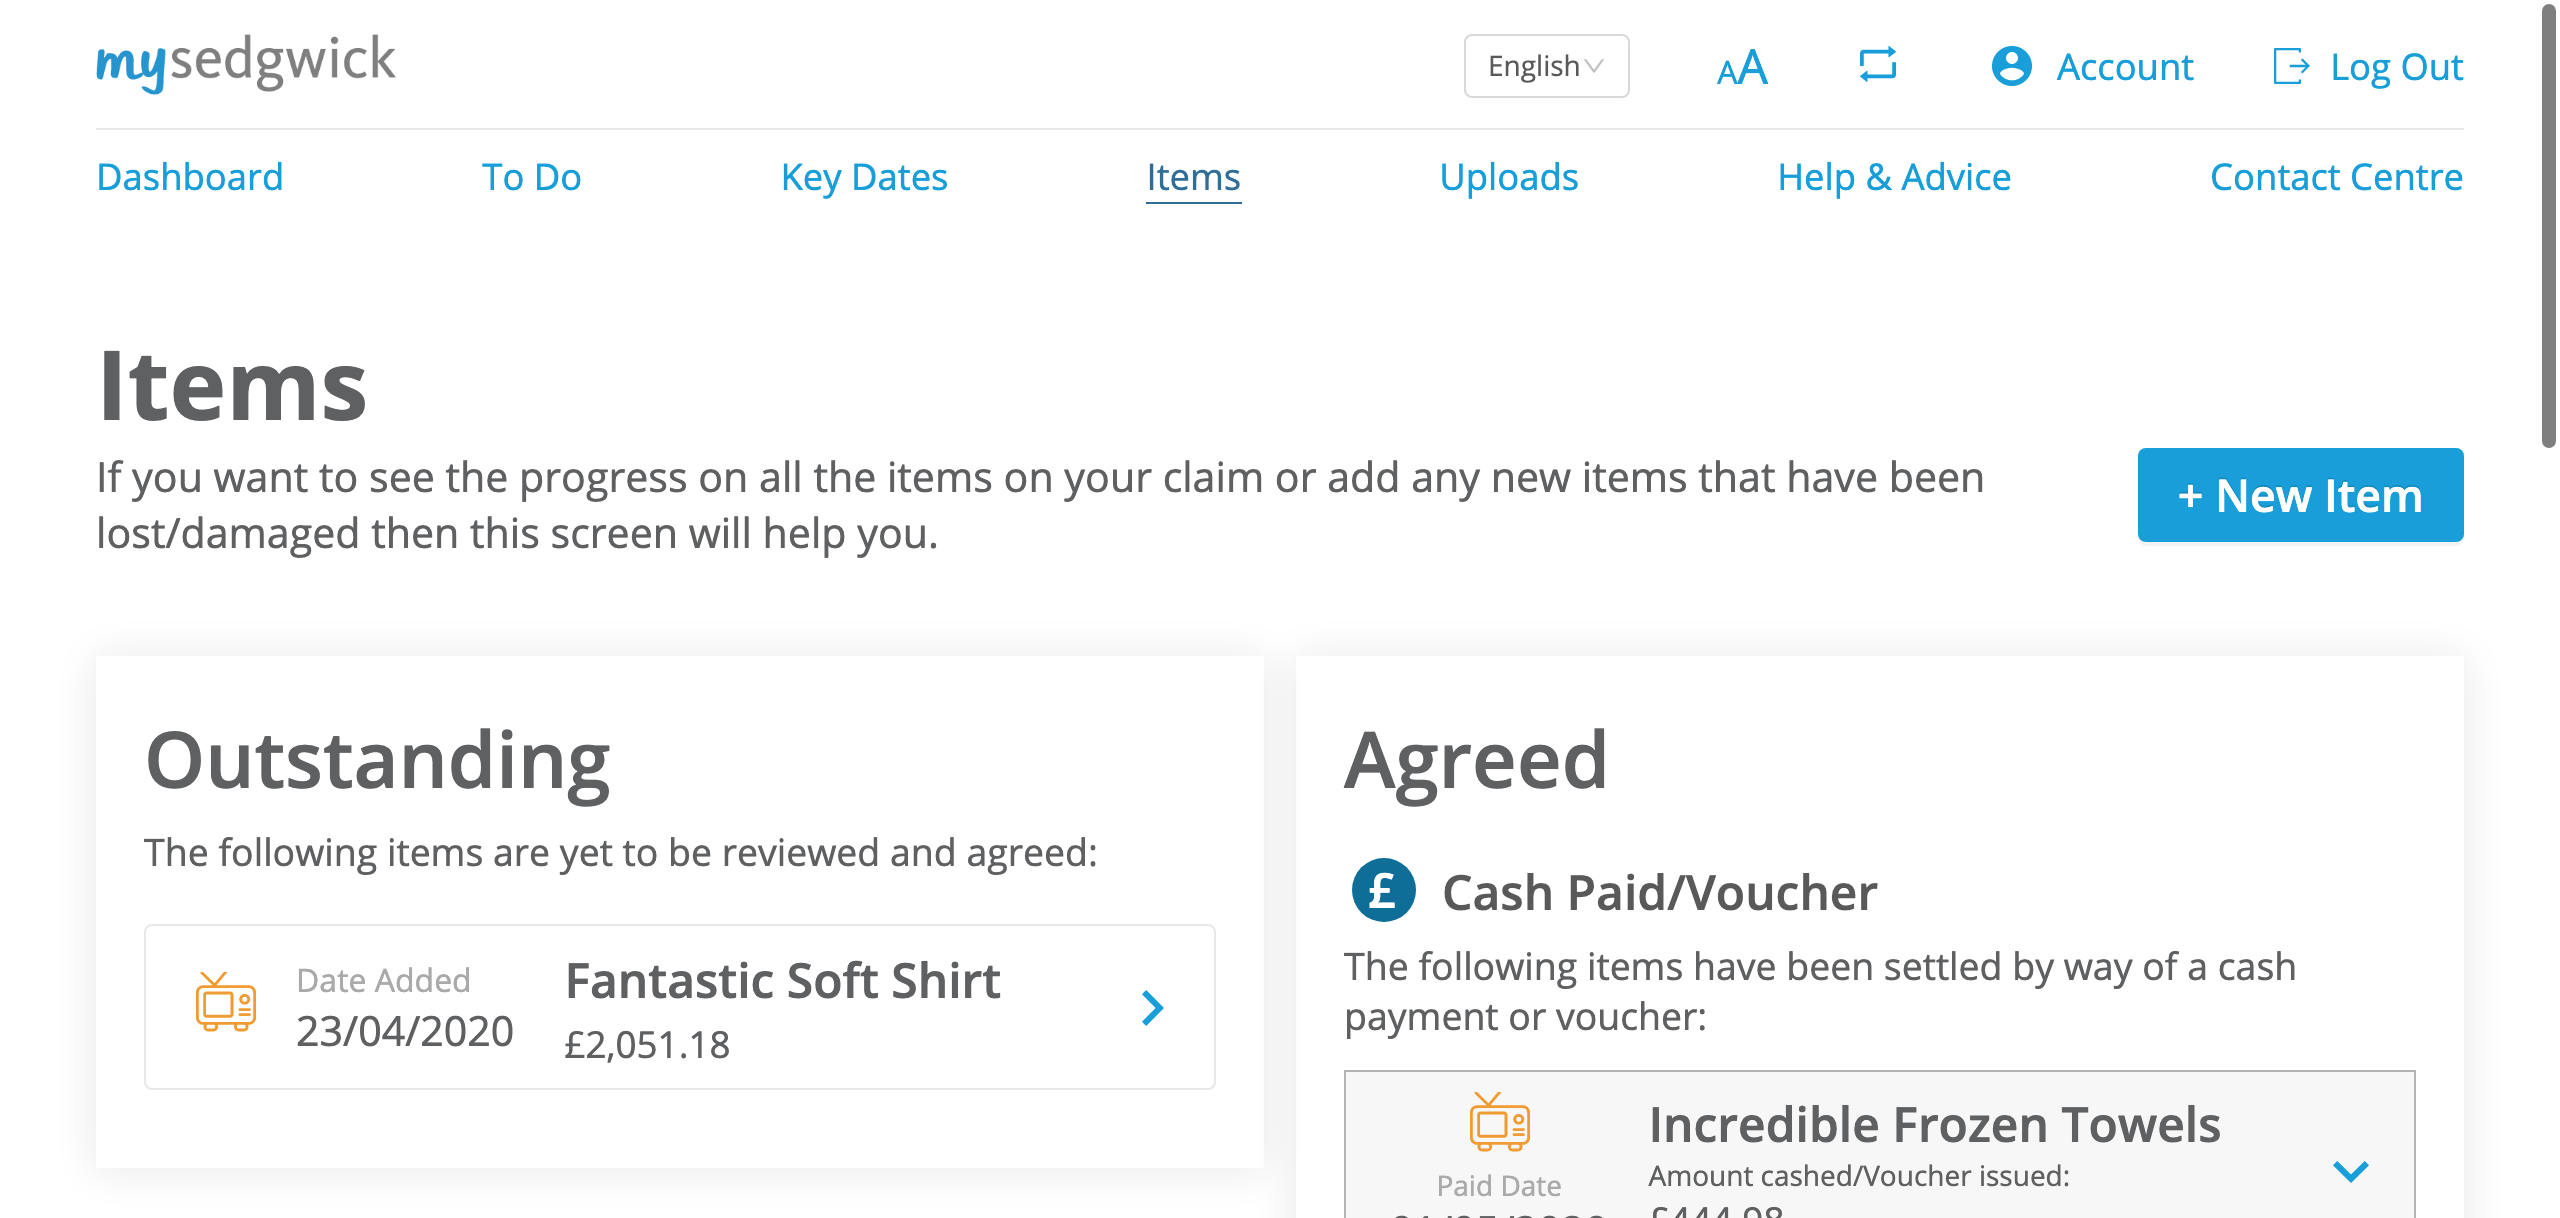 mysedgwick
English
AA
Account
Log Out
Dashboard
To Do
Key Dates
Items
Uploads
Help & Advice
Contact Centre
Items
If you want to see the progress on all the items on your claim or add any new items that have been
lost/damaged then this screen will help you.
+ New Item
Outstanding
The following items are yet to be reviewed and agreed:
Date Added
23/04/2020
Fantastic Soft Shirt
£2,051.18
Agreed
£ Cash Paid/Voucher
The following items have been settled by way of a cash
payment or voucher:
Paid Date
Incredible Frozen Towels
Amount cashed/Voucher issued: